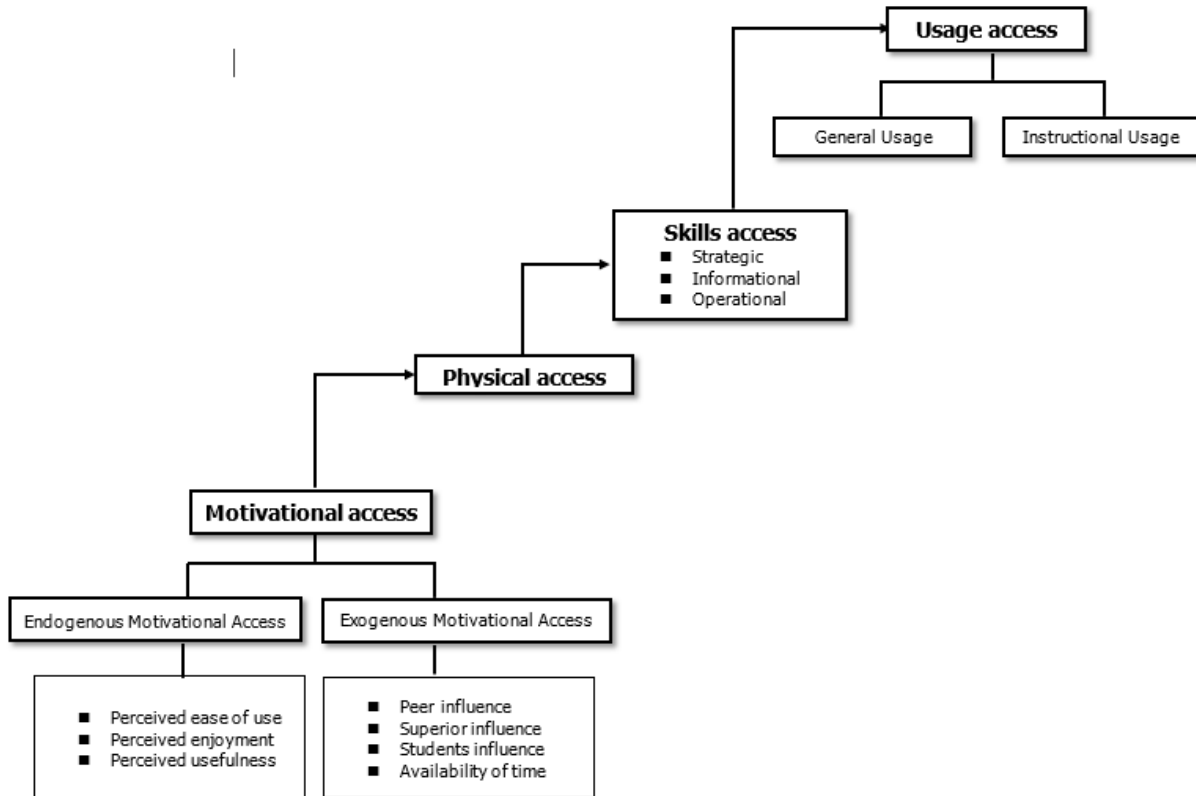 Usage access
General Usage
Instructional Usage
Skills access
Strategic
Informational
Operational
Physical access
Motivational access
Endogenous Motivational Access
Exogenous Motivational Access
Perceived ease of use
Perceived enjoyment
Perceived usefulness
Peer influence
Superior influence
Students influence
Availability of time